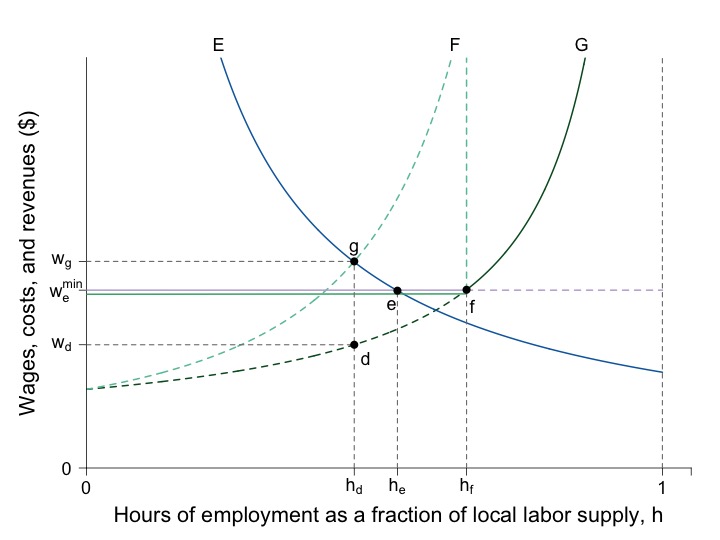 E F G
Wages, costs, and revenues ($)
g
w_g
w_e^min
e f
w_d
d
0
0 h_d h_e h_f 1
Hours of employment as a fraction of local labor supply, h